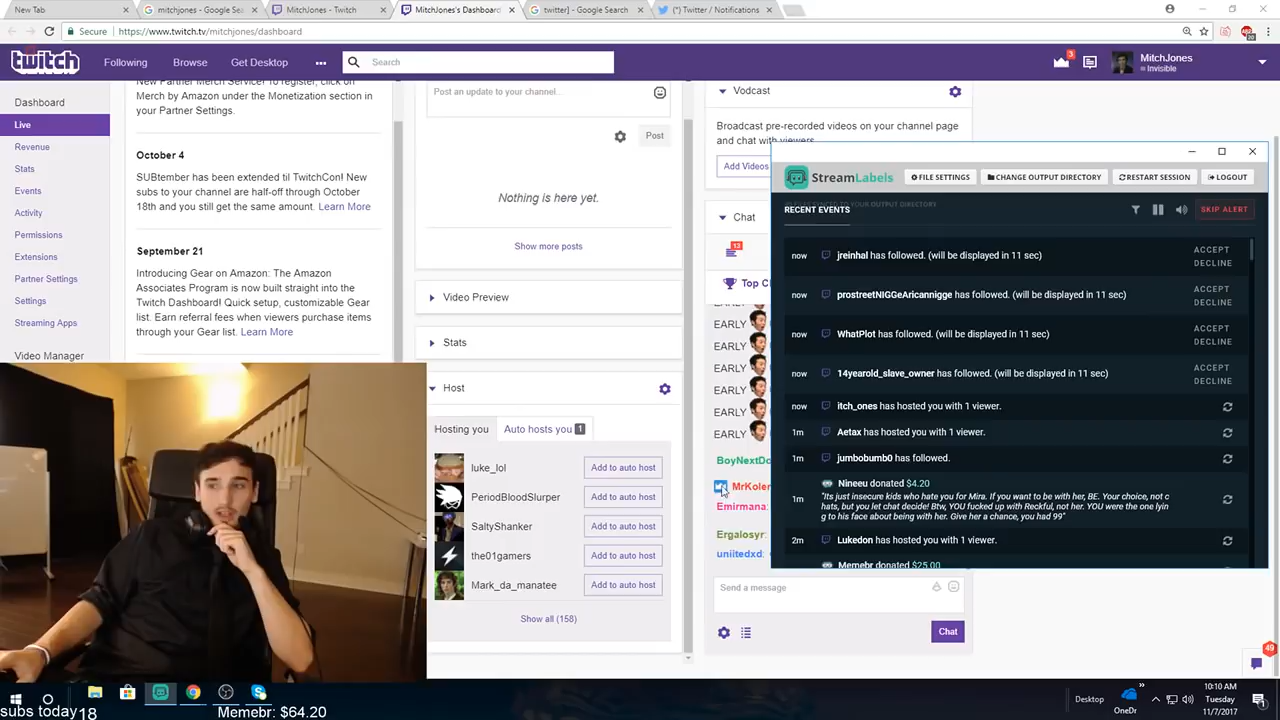 New Tab
mitchjones - Google Sea
MitchJones - Twitch
MitchJones's Dashboard
twitter] - Google Search
(*) Twitter / Notifications
Secure https://www.twitch.tv/mitchjones/dashboard
twitch
Following
Browse
Get Desktop
Search
3
MitchJones
Invisible
Dashboard
Live
Revenue
Stats
Events
Activity
Permissions
Extensions
Partner Settings
Settings
Streaming Apps
Video Manager
New Partner Merch Service! To register, click on
Merch by Amazon under the Monetization section in
your Partner Settings.
October 4
SUBtember has been extended til TwitchCon! New
subs to your channel are half-off through October
18th and you still get the same amount. Learn More
September 21
Introducing Gear on Amazon: The Amazon
Associates Program is now built straight into the
Twitch Dashboard! Quick setup, customizable Gear
list. Earn referral fees when viewers purchase items
through your Gear list. Learn More
Post an update to your channel...
Post
Nothing is here yet.
Show more posts
Video Preview
Stats
Host
Hosting you
Auto hosts you 1
luke_lol
Add to auto host
PeriodBloodSlurper
Add to auto host
SaltyShanker
Add to auto host
the01gamers
Add to auto host
Mark_da_manatee
Add to auto host
Show all (158)
Vodcast
Broadcast pre-recorded videos on your channel page
and chat with viewers.
Add Videos
Chat
13
Top C
EARLY
EARLY
EARLY
EARLY
EARLY
EARLY
BoyNextDo
MrKoler
Emirmana:
Ergalosyr:
uniitedxd:
Send a message
Chat
StreamLabels
FILE SETTINGS
CHANGE OUTPUT DIRECTORY
RESTART SESSION
LOGOUT
RECENT EVENTS
SKIP ALERT
now jreinhal has followed. (will be displayed in 11 sec)
ACCEPT
DECLINE
now prostreetNIGGeAricannigge has followed. (will be displayed in 11 sec)
ACCEPT
DECLINE
now WhatPlot has followed. (will be displayed in 11 sec)
ACCEPT
DECLINE
now 14yearold_slave_owner has followed. (will be displayed in 11 sec)
ACCEPT
DECLINE
now itch_ones has hosted you with 1 viewer.
1m Aetax has hosted you with 1 viewer.
1m jumbobumb0 has followed.
1m Nineeu donated $4.20
"Its just insecure kids who hate you for Mira. If you want to be with her, BE. Your choice, not c
hats, but you let chat decide! Btw, YOU fucked up with Reckful, not her. YOU were the one lyin
g to his face about being with her. Give her a chance, you had 99"
2m Lukedon has hosted you with 1 viewer.
Memebr donated $25.00
49
10:10 AM
Tuesday
11/7/2017
Desktop
OneDr
subs today 18
Memebr: $64.20